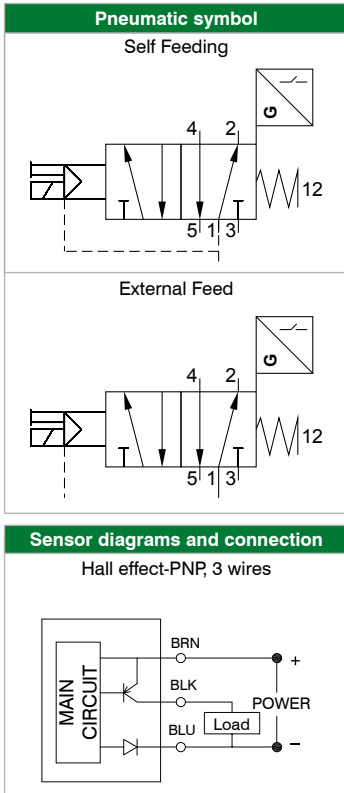 Pneumatic symbol
Self Feeding
G
4 2
12
5 1 3
External Feed
G
4 2
12
5 1 3
Sensor diagrams and connection
Hall effect-PNP, 3 wires
MAIN
CIRCUIT
BRN
+
BLK
POWER
Load
BLU
−